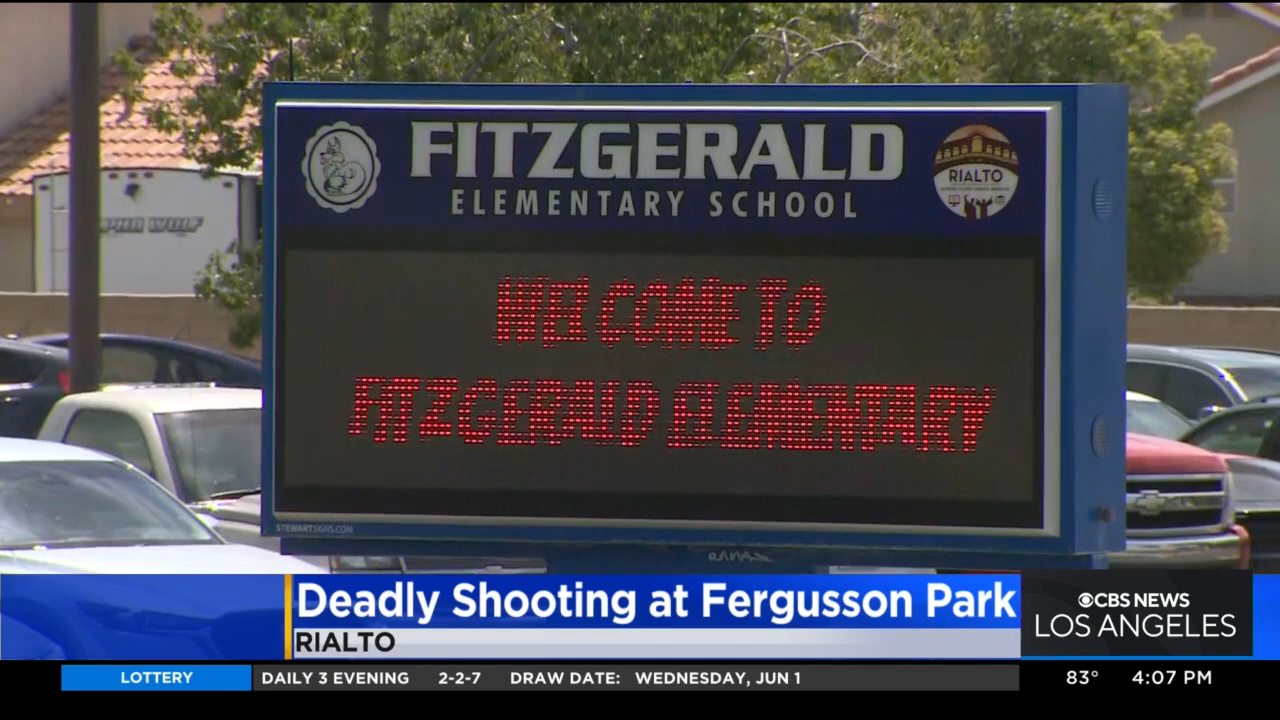 FITZGERALD
ELEMENTARY SCHOOL
RIALTO
WELCOME TO
FITZGERALD ELEMENTARY
STEWARTSIGNS.COM
Deadly Shooting at Fergusson Park
RIALTO
CBS NEWS
LOS ANGELES
LOTTERY DAILY 3 EVENING 2-2-7 DRAW DATE: WEDNESDAY, JUN 1 83° 4:07 PM